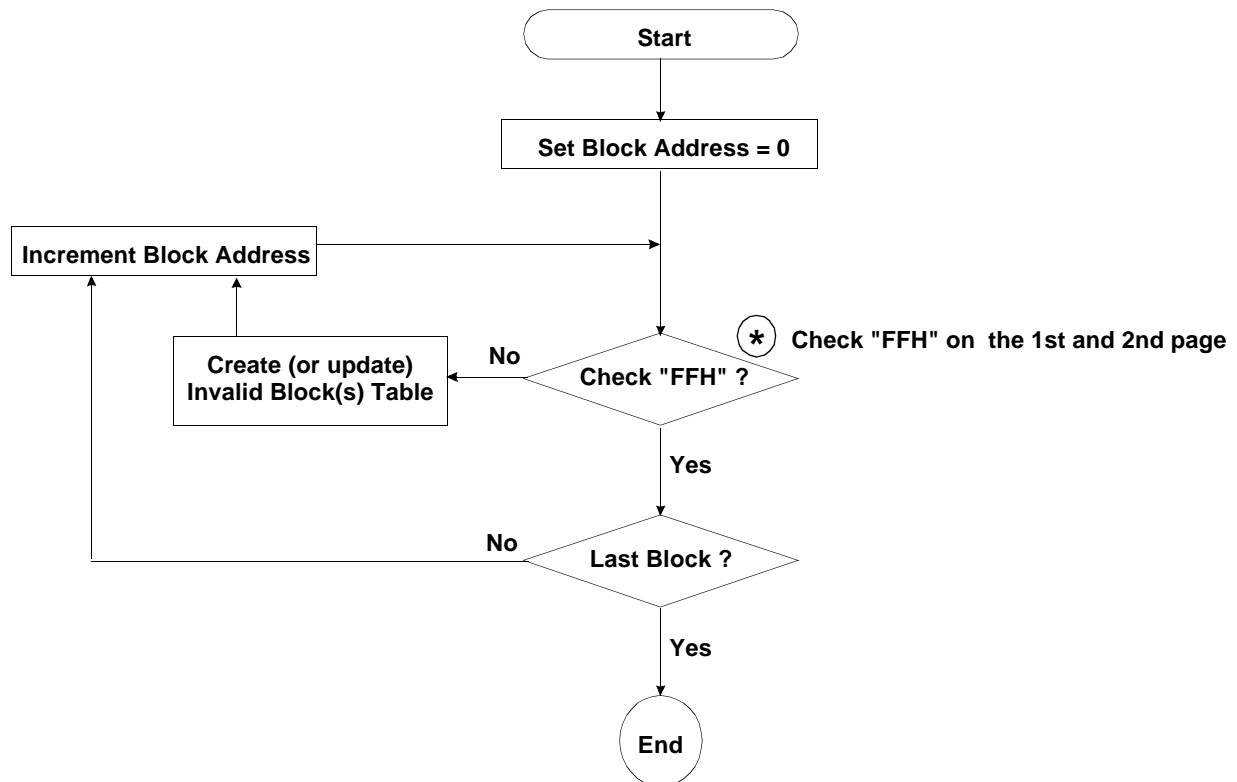 Start
Set Block Address = 0
Increment Block Address
* Check "FFH" on the 1st and 2nd page
No
Create (or update)
Invalid Block(s) Table
Check "FFH" ?
Yes
No
Last Block ?
Yes
End